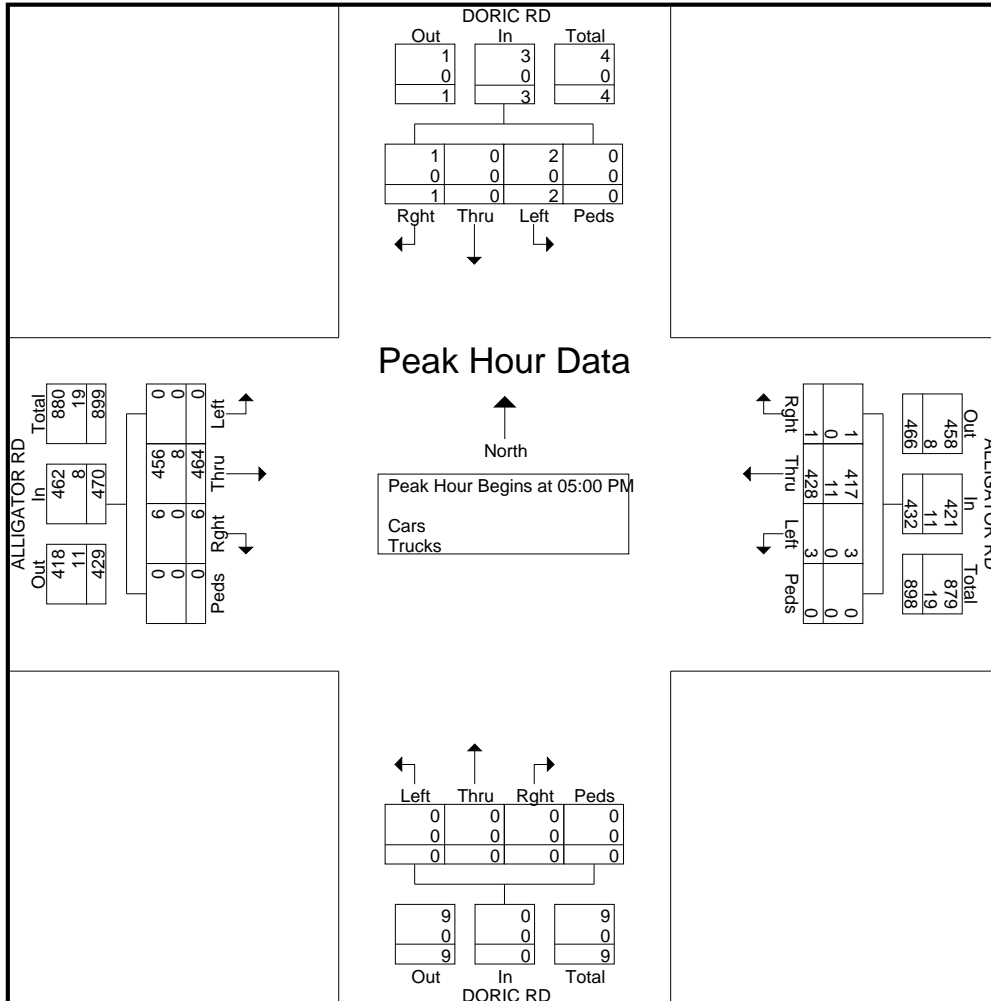 DORIC RD
Out In Total
1 3 4
0 0 0
1 3 4
1 0 2 0
0 0 0 0
1 0 2 0
Rght Thru Left Peds
Peak Hour Data
North
Peak Hour Begins at 05:00 PM
Cars
Trucks
ALLIGATOR RD
Total In Out
880 462 418
19 8 11
899 470 429
0 456 6 0
0 8 0 0
0 464 6 0
Left Thru Rght Peds
ALLIGATOR RD
Out In Total
458 421 879
8 11 19
466 432 898
1 417 3 0
0 11 0 0
1 428 3 0
Rght Thru Left Peds
Left Thru Rght Peds
0 0 0 0
0 0 0 0
0 0 0 0
9 0 9
0 0 0
9 0 9
Out In Total
DORIC RD